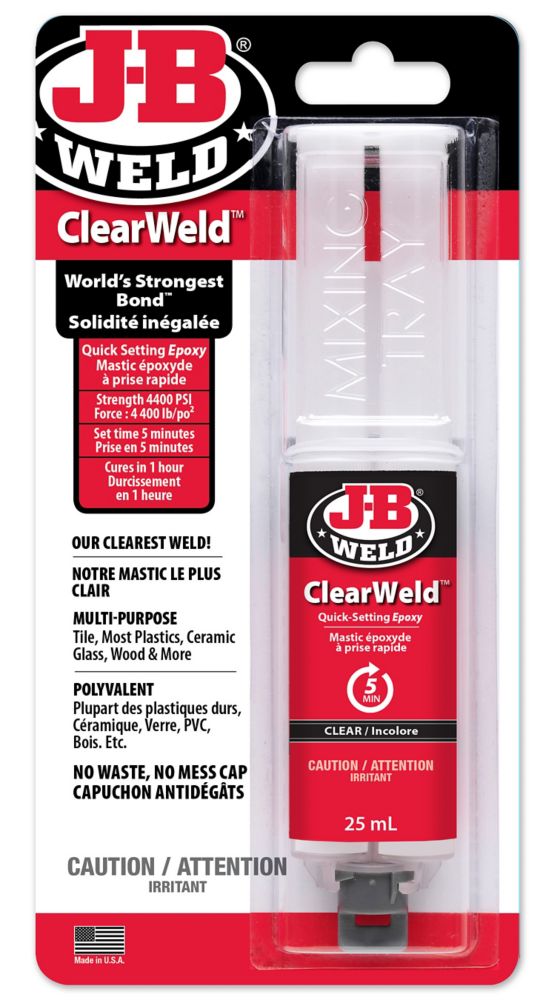 J-B®
WELD
ClearWeld™
World's Strongest
Bond™
Solidité inégalée
Quick Setting Epoxy
Mastic époxyde
à prise rapide
Strength 4400 PSI
Force : 4 400 lb/po²
Set time 5 minutes
Prise en 5 minutes
Cures in 1 hour
Durcissement
en 1 heure
OUR CLEAREST WELD!
NOTRE MASTIC LE PLUS
CLAIR
MULTI-PURPOSE
Tile, Most Plastics, Ceramic
Glass, Wood & More
POLYVALENT
Plupart des plastiques durs,
Céramique, Verre, PVC,
Bois. Etc.
NO WASTE, NO MESS CAP
CAPUCHON ANTIDÉGÂTS
CAUTION / ATTENTION
IRRITANT
Made in U.S.A.
MIXING
TRAY
J-B®
WELD
ClearWeld™
Quick-Setting Epoxy
Mastic époxyde
à prise rapide
5
MIN
CLEAR / Incolore
CAUTION / ATTENTION
IRRITANT
25 mL